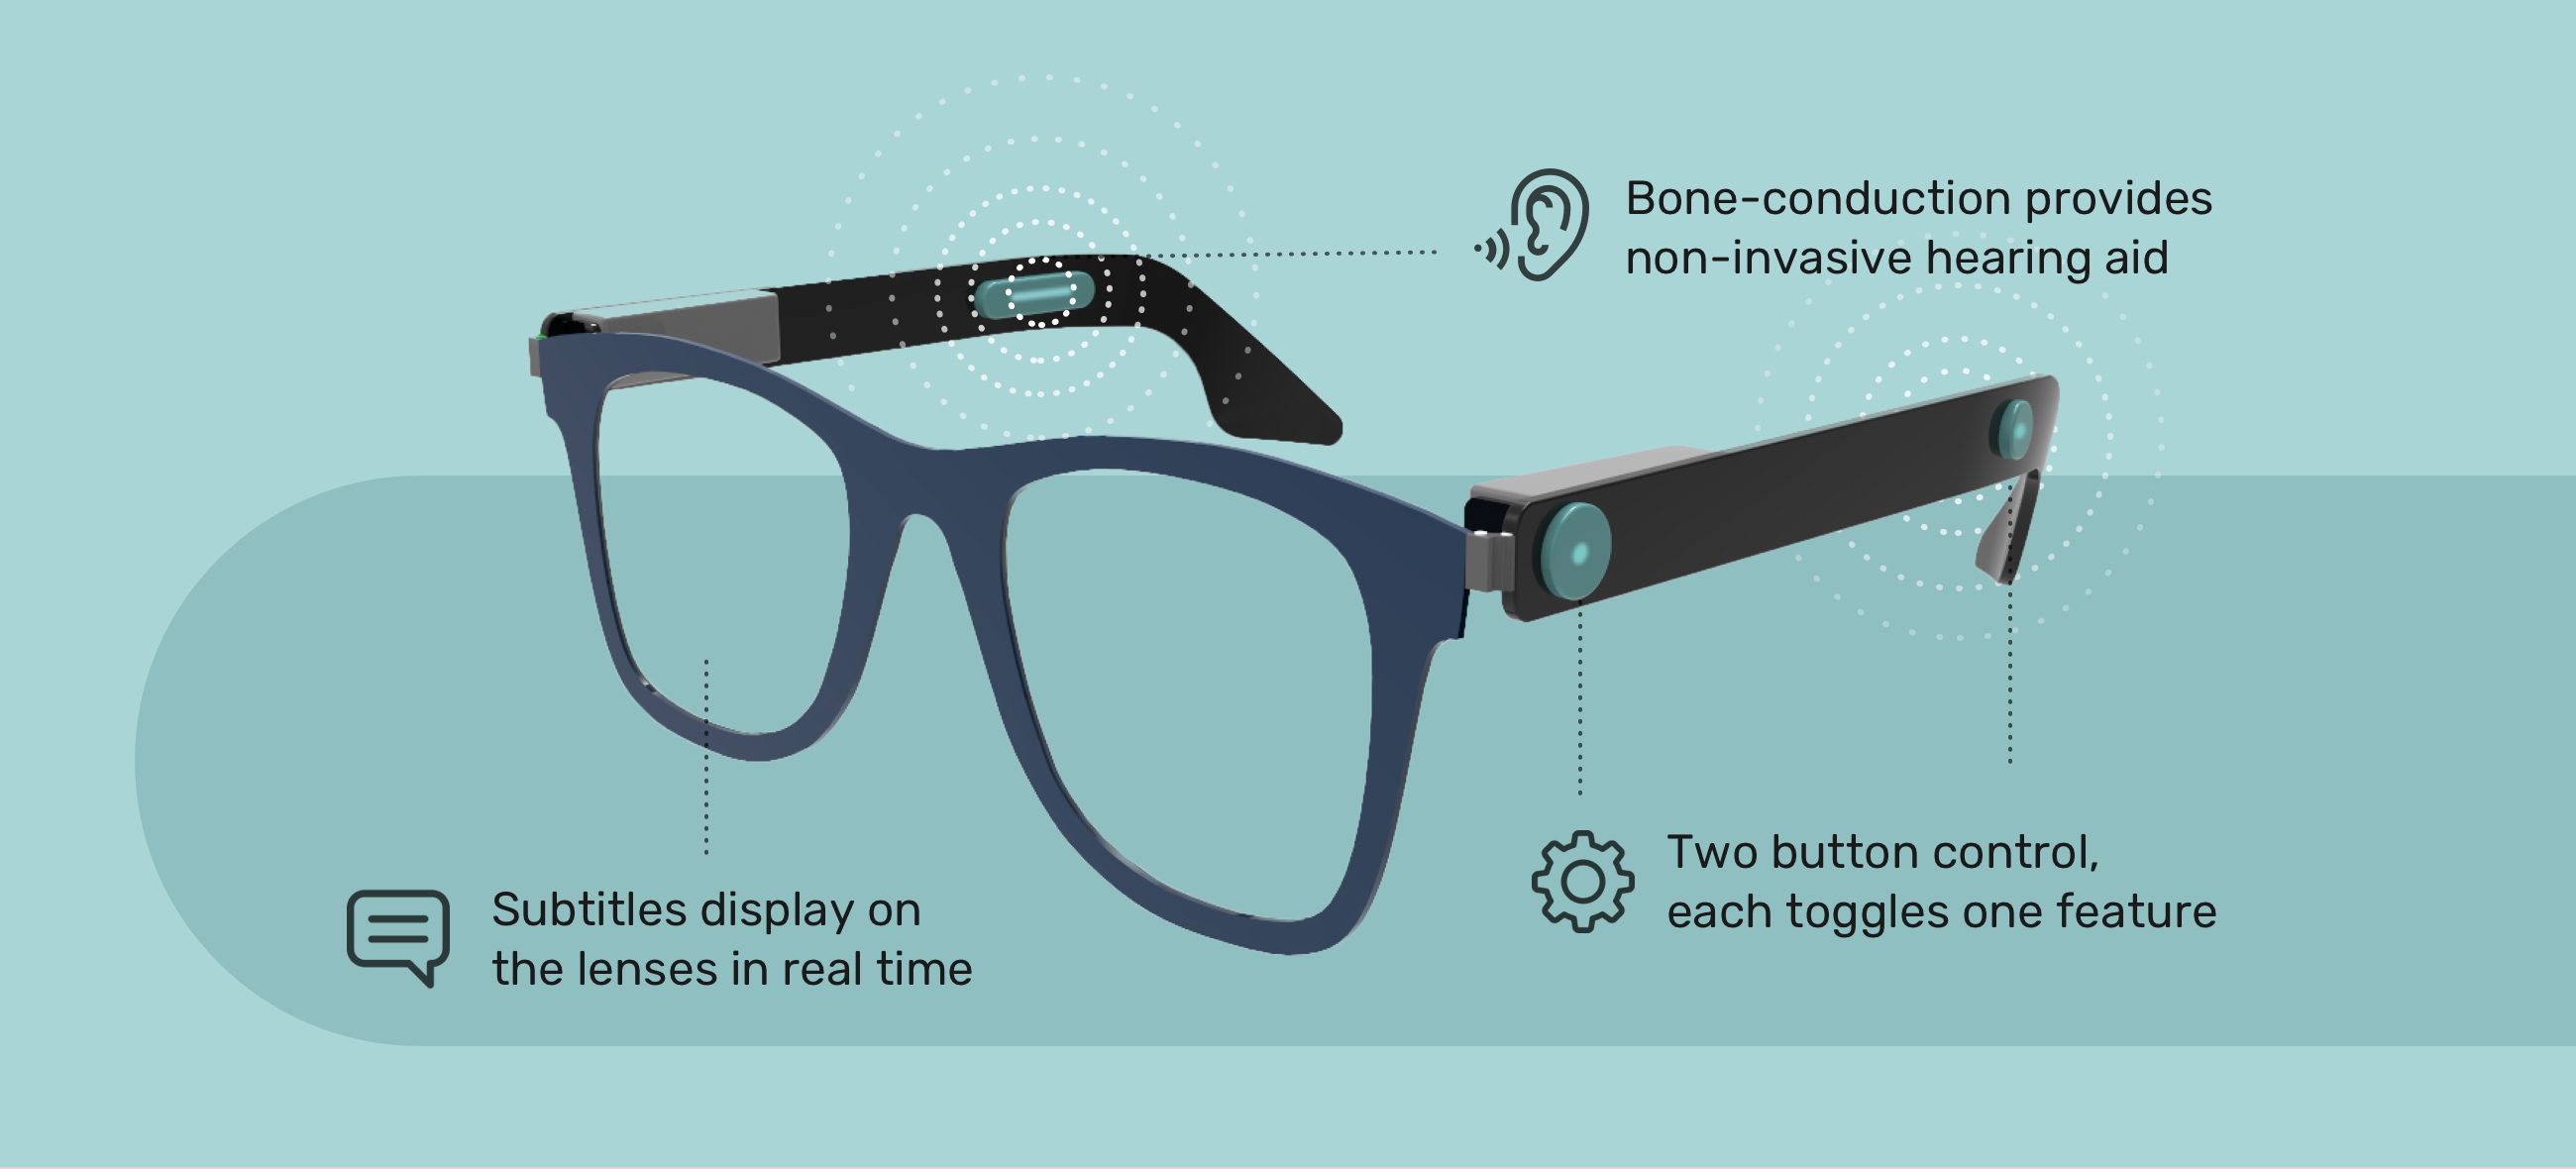 Bone-conduction provides
non-invasive hearing aid
Subtitles display on
the lenses in real time
Two button control,
each toggles one feature